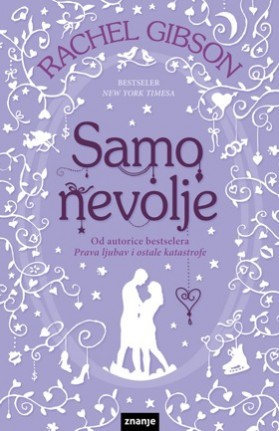 RACHEL GIBSON
BESTSELER
NEW YORK TIMESA
Samo
nevolje
Od autorice bestselera
Prava ljubav i ostale katastrofe
znanje